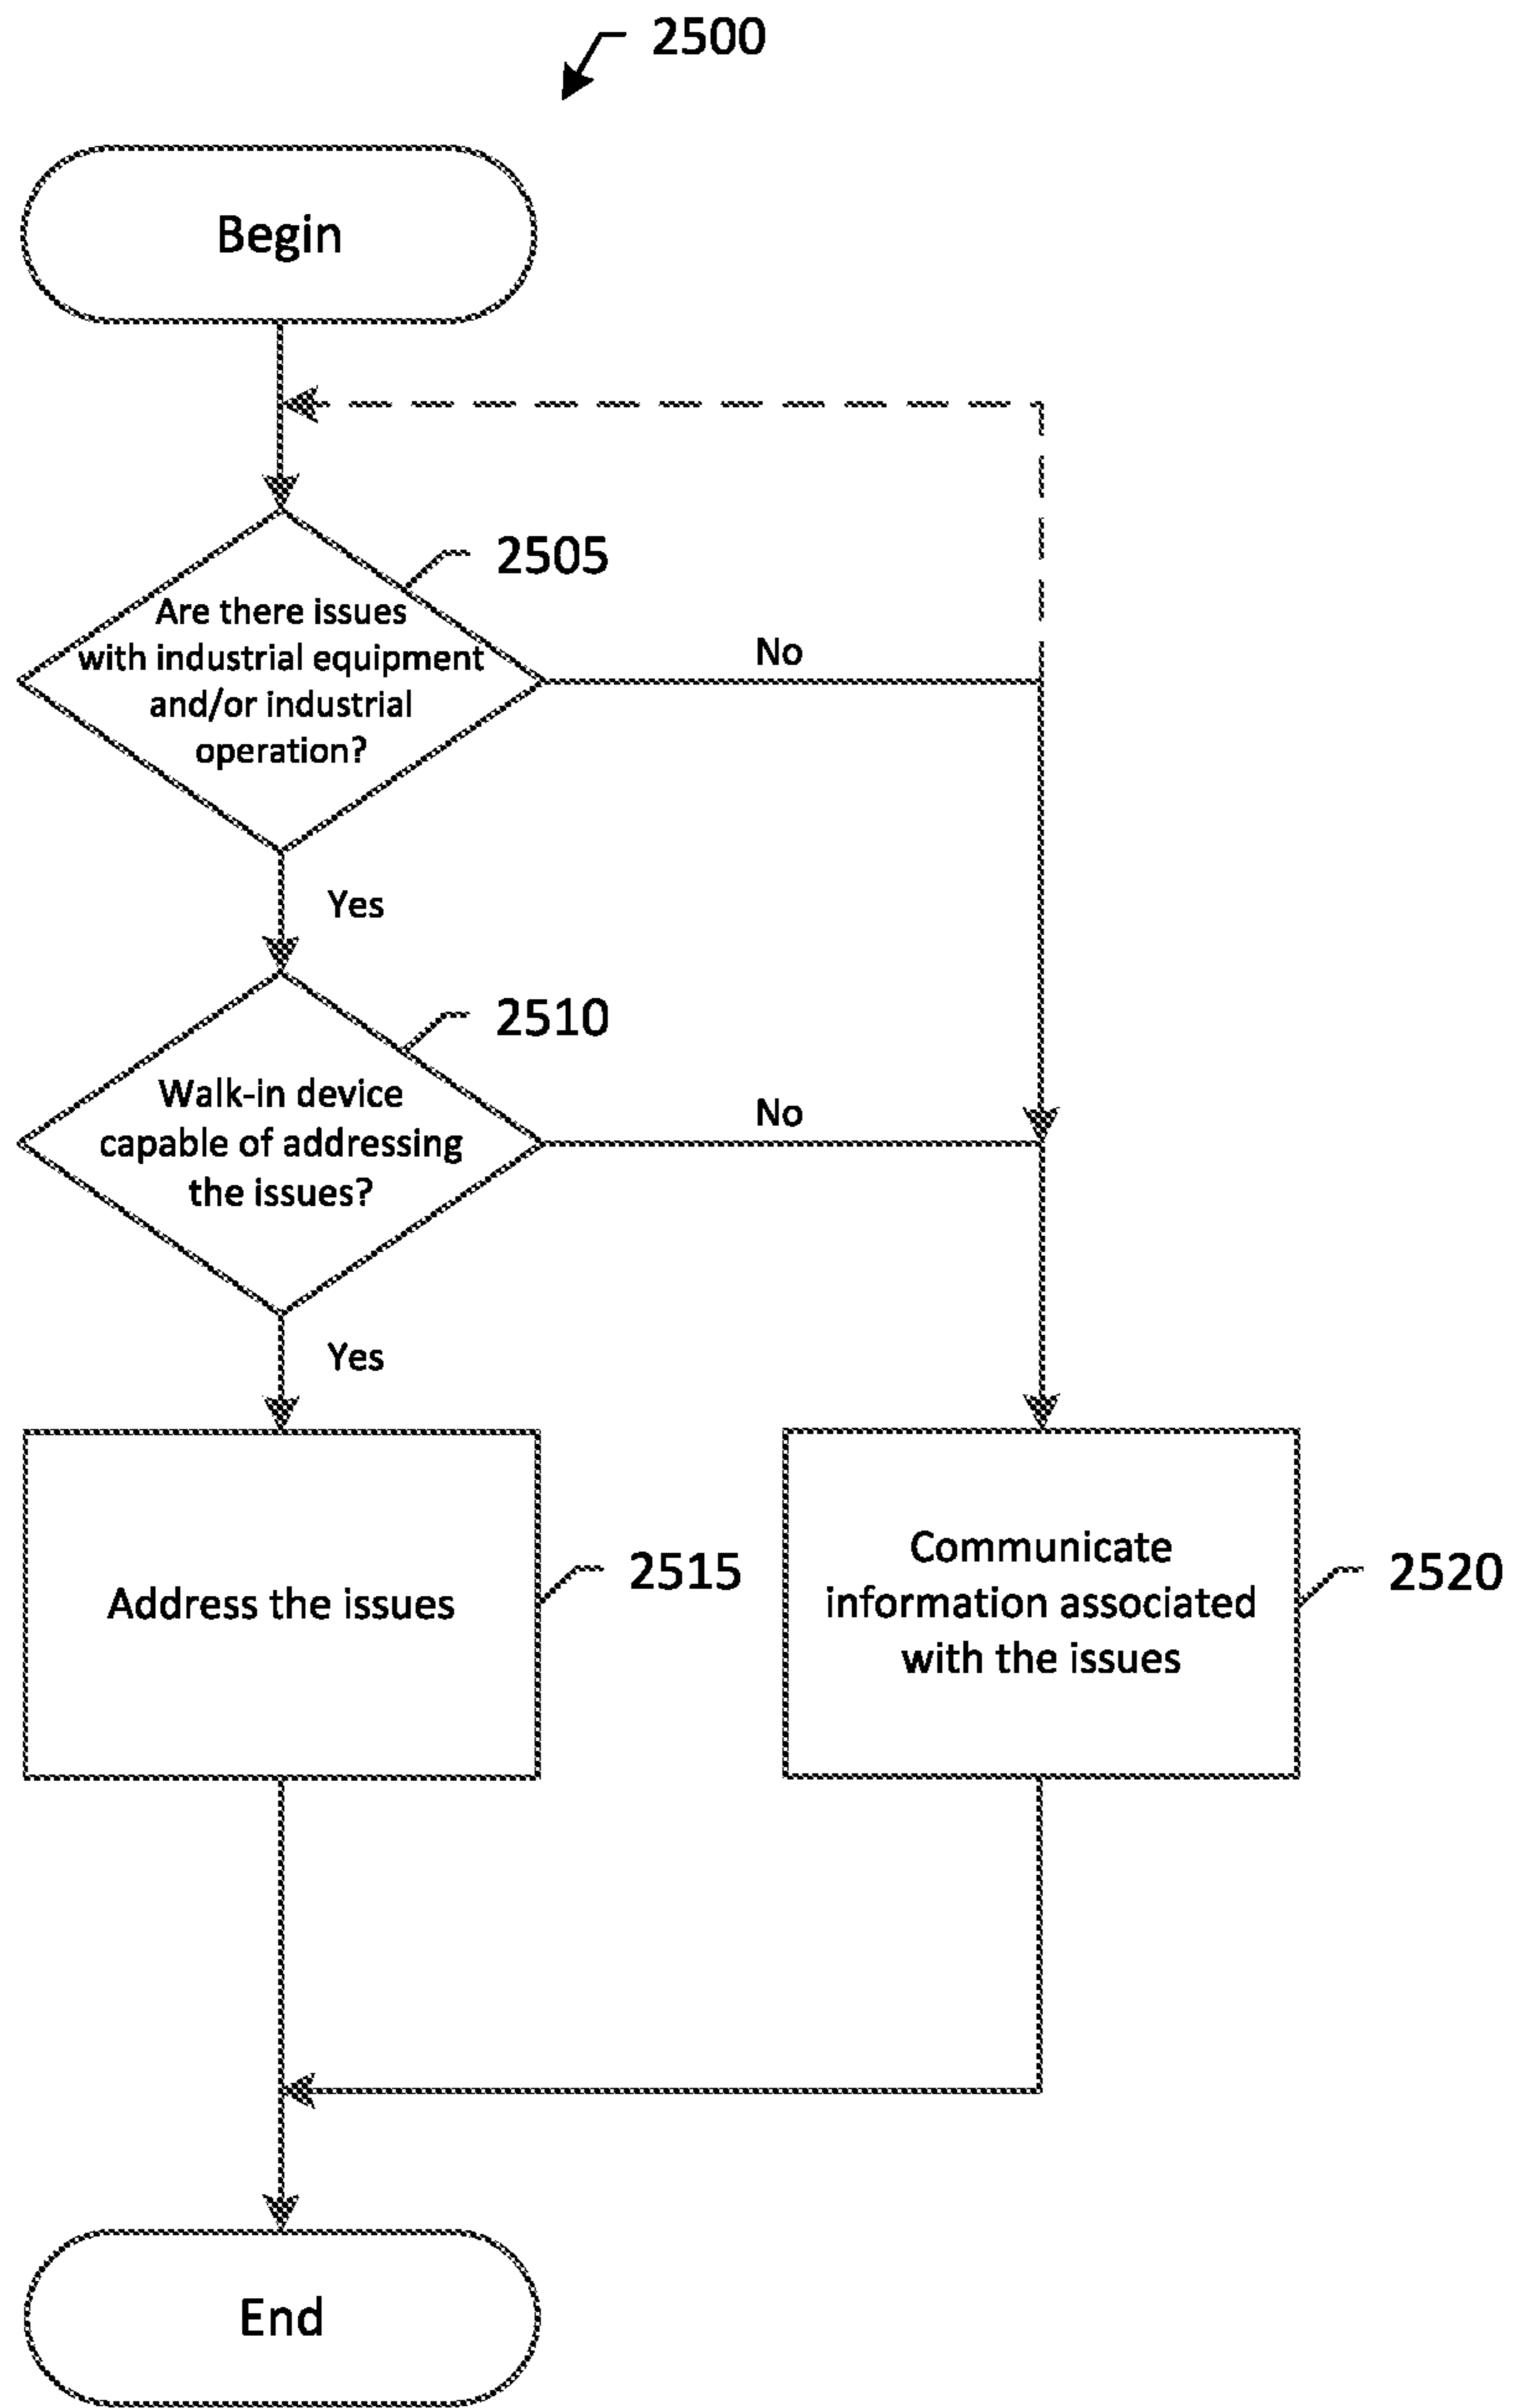 2500
Begin
2505
Are there issues
with industrial equipment
and/or industrial
operation?
No
Yes
2510
Walk-in device
capable of addressing
the issues?
No
Yes
Address the issues
2515
Communicate
information associated
with the issues
2520
End